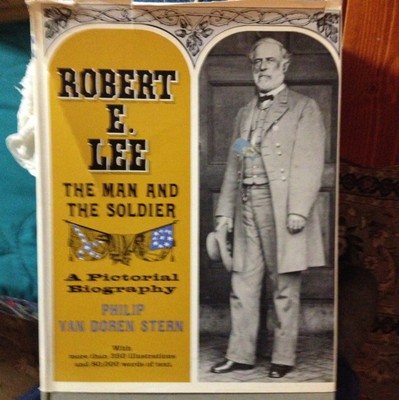 ROBERT
E.
LEE
THE MAN AND
THE SOLDIER
A Pictorial
Biography
PHILIP
VAN DOREN STERN
With
more than 350 illustrations
and 80,000 words of text.